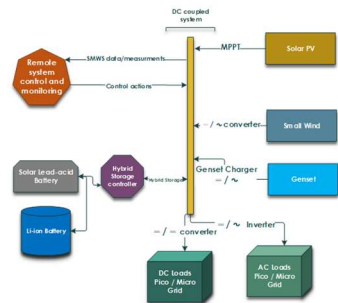 DC coupled
system
MPPT
Solar PV
Remote
system
control and
monitoring
SMWS data/measurments
Control actions
=/~ converter
Small Wind
Solar Lead-acid
Battery
Hybrid
Storage
controller
Hybrid Storage
Genset Charger
=/~
Genset
Li-ion Battery
=/= converter
=/~ Inverter
DC Loads
Pico / Micro
Grid
AC Loads
Pico / Micro
Grid